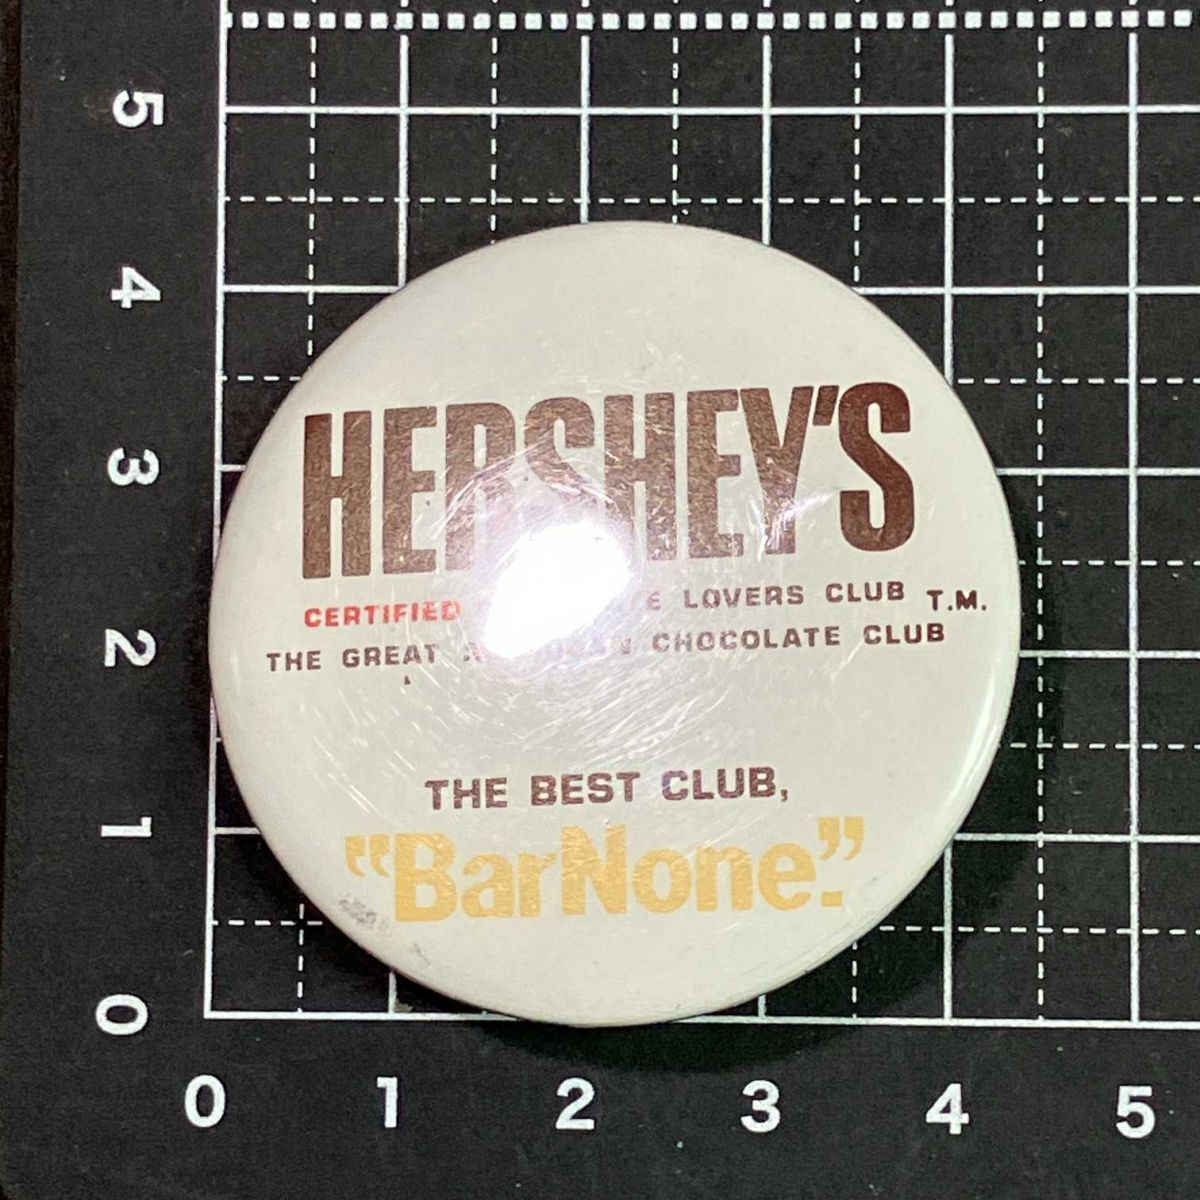 5
4
HERSHEY'S
3
CERTIFIED LOVERS CLUB T.M.
2
THE GREAT CHOCOLATE CLUB
THE BEST CLUB,
1
"BarNone."
0
0 1 2 3 4 5